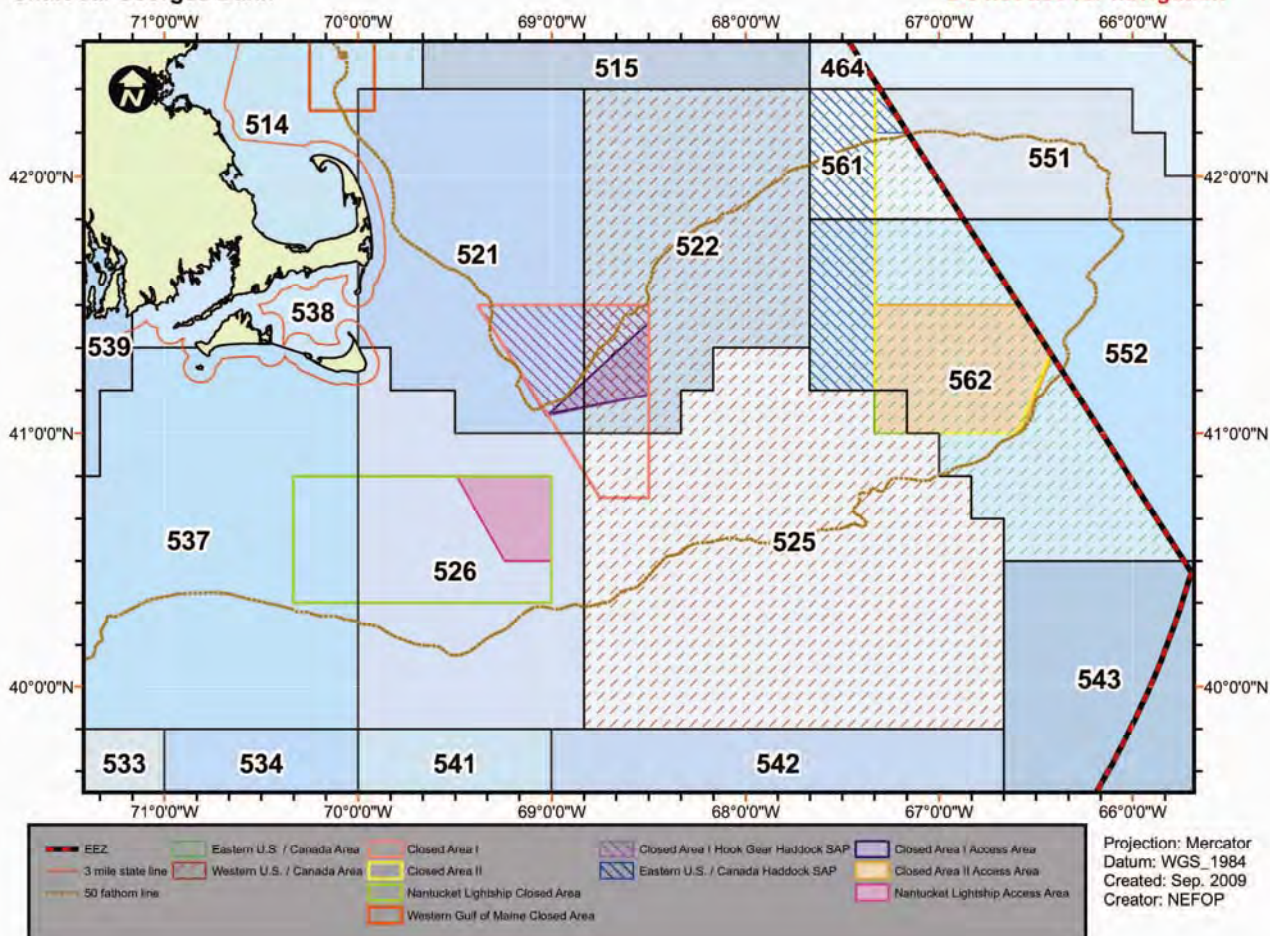 71°0'0"W 70°0'0"W 69°0'0"W 68°0'0"W 67°0'0"W 66°0'0"W
N
515
464
514
42°0'0"N
561
551
42°0'0"N
521
522
538
539
552
562
41°0'0"N
41°0'0"N
537
525
526
40°0'0"N
543
40°0'0"N
533
534
541
542
71°0'0"W 70°0'0"W 69°0'0"W 68°0'0"W 67°0'0"W 66°0'0"W
EEZ
3 mile state line
50 fathom line
Eastern U.S. / Canada Area
Western U.S. / Canada Area
Closed Area I
Closed Area II
Nantucket Lightship Closed Area
Western Gulf of Maine Closed Area
Closed Area I Hook Gear Haddock SAP
Eastern U.S. / Canada Haddock SAP
Closed Area I Access Area
Closed Area II Access Area
Nantucket Lightship Access Area
Projection: Mercator
Datum: WGS_1984
Created: Sep. 2009
Creator: NEFOP